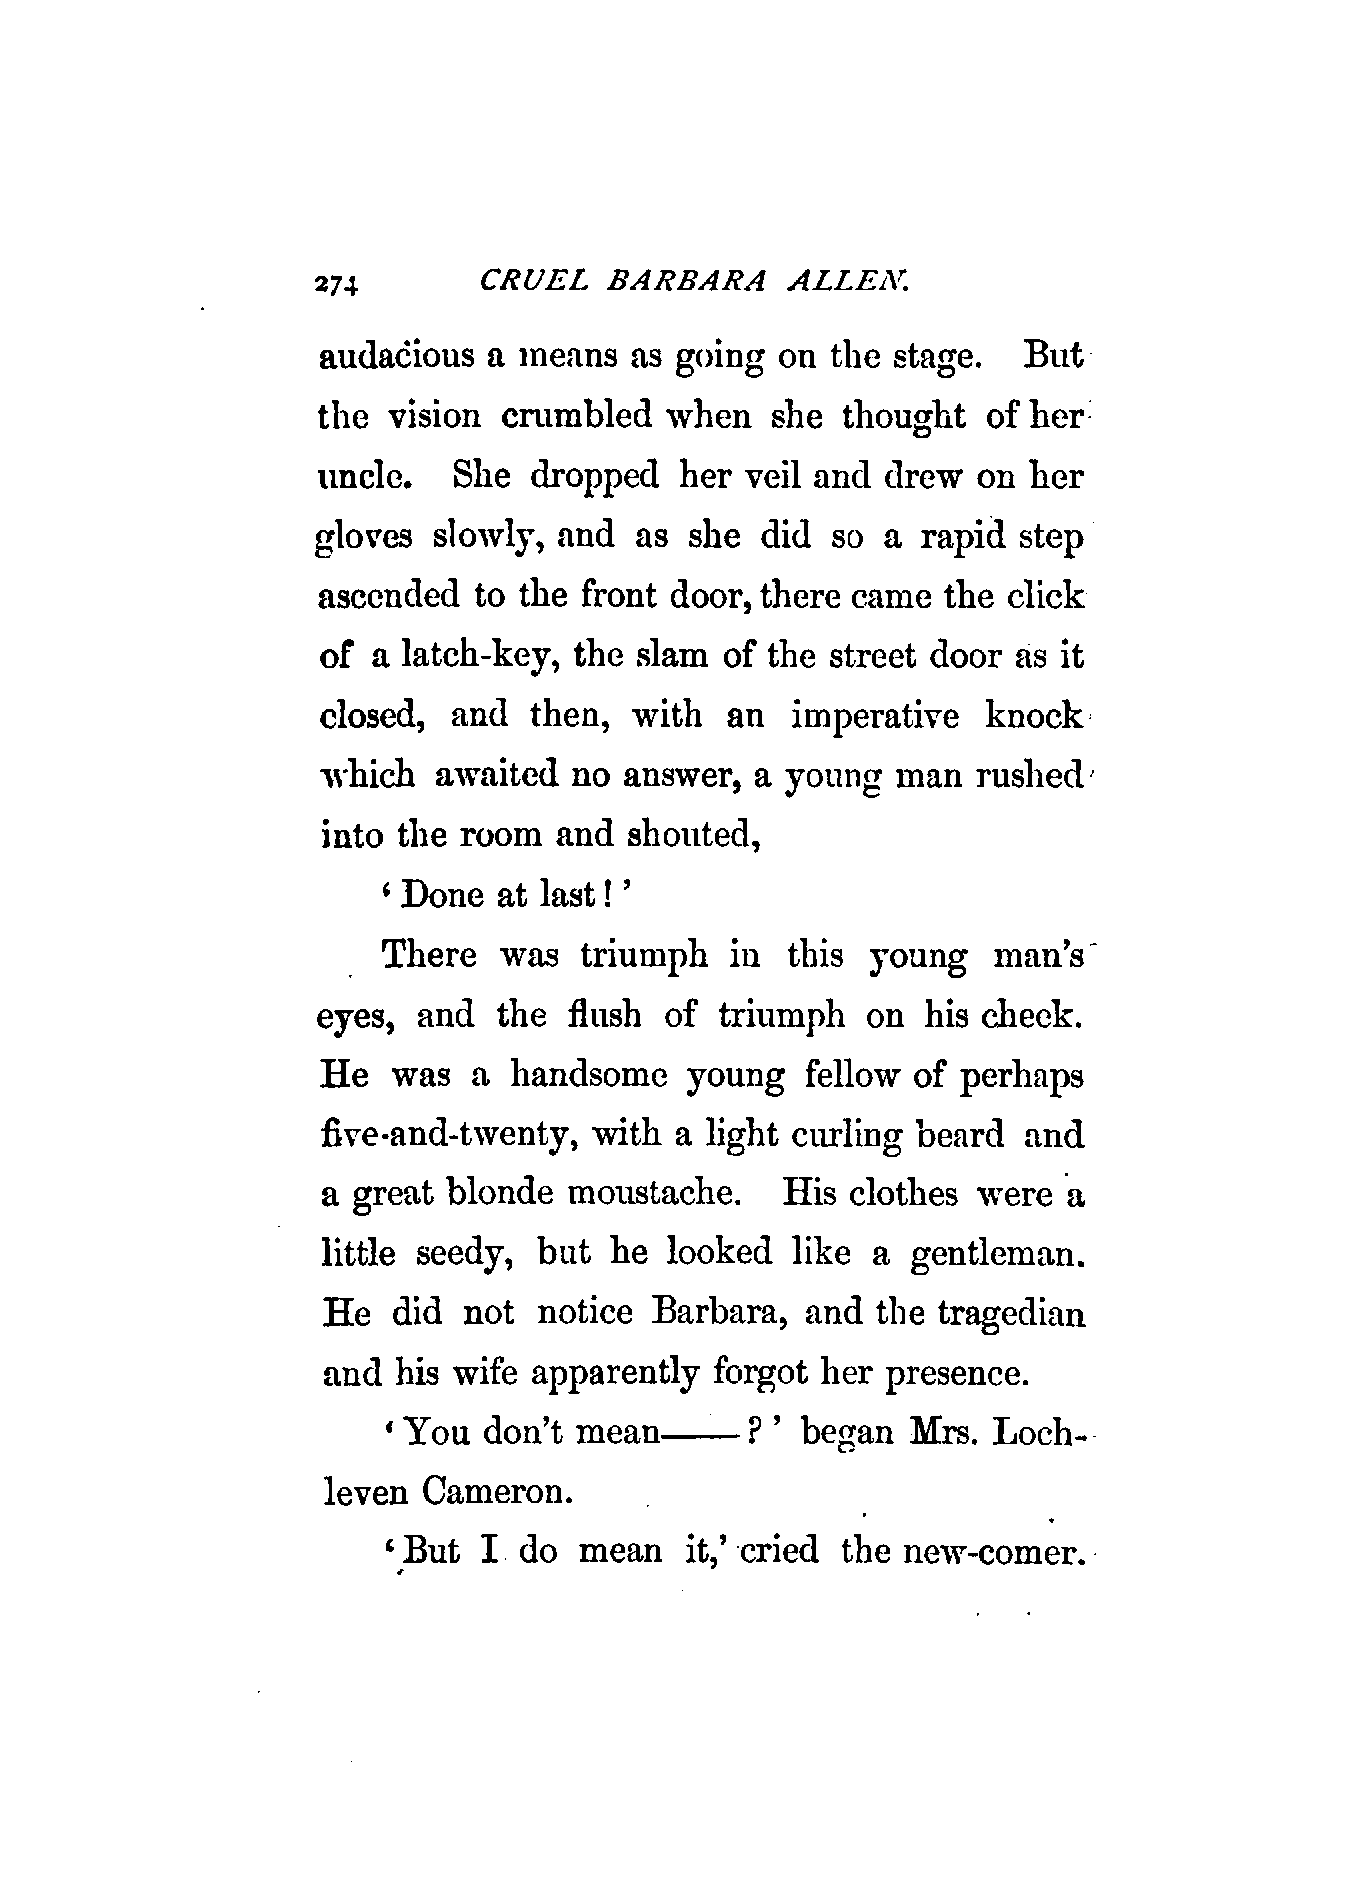 274 CRUEL BARBARA ALLEN.
audacious a means as going on the stage. But
the vision crumbled when she thought of her
uncle. She dropped her veil and drew on her
gloves slowly, and as she did so a rapid step
ascended to the front door, there came the click
of a latch-key, the slam of the street door as it
closed, and then, with an imperative knock
which awaited no answer, a young man rushed
into the room and shouted,
‘Done at last!’
There was triumph in this young man’s
eyes, and the flush of triumph on his cheek.
He was a handsome young fellow of perhaps
five-and-twenty, with a light curling beard and
a great blonde moustache. His clothes were a
little seedy, but he looked like a gentleman.
He did not notice Barbara, and the tragedian
and his wife apparently forgot her presence.
‘You don’t mean——?’ began Mrs. Loch-
leven Cameron.
‘But I do mean it,’ cried the new-comer.